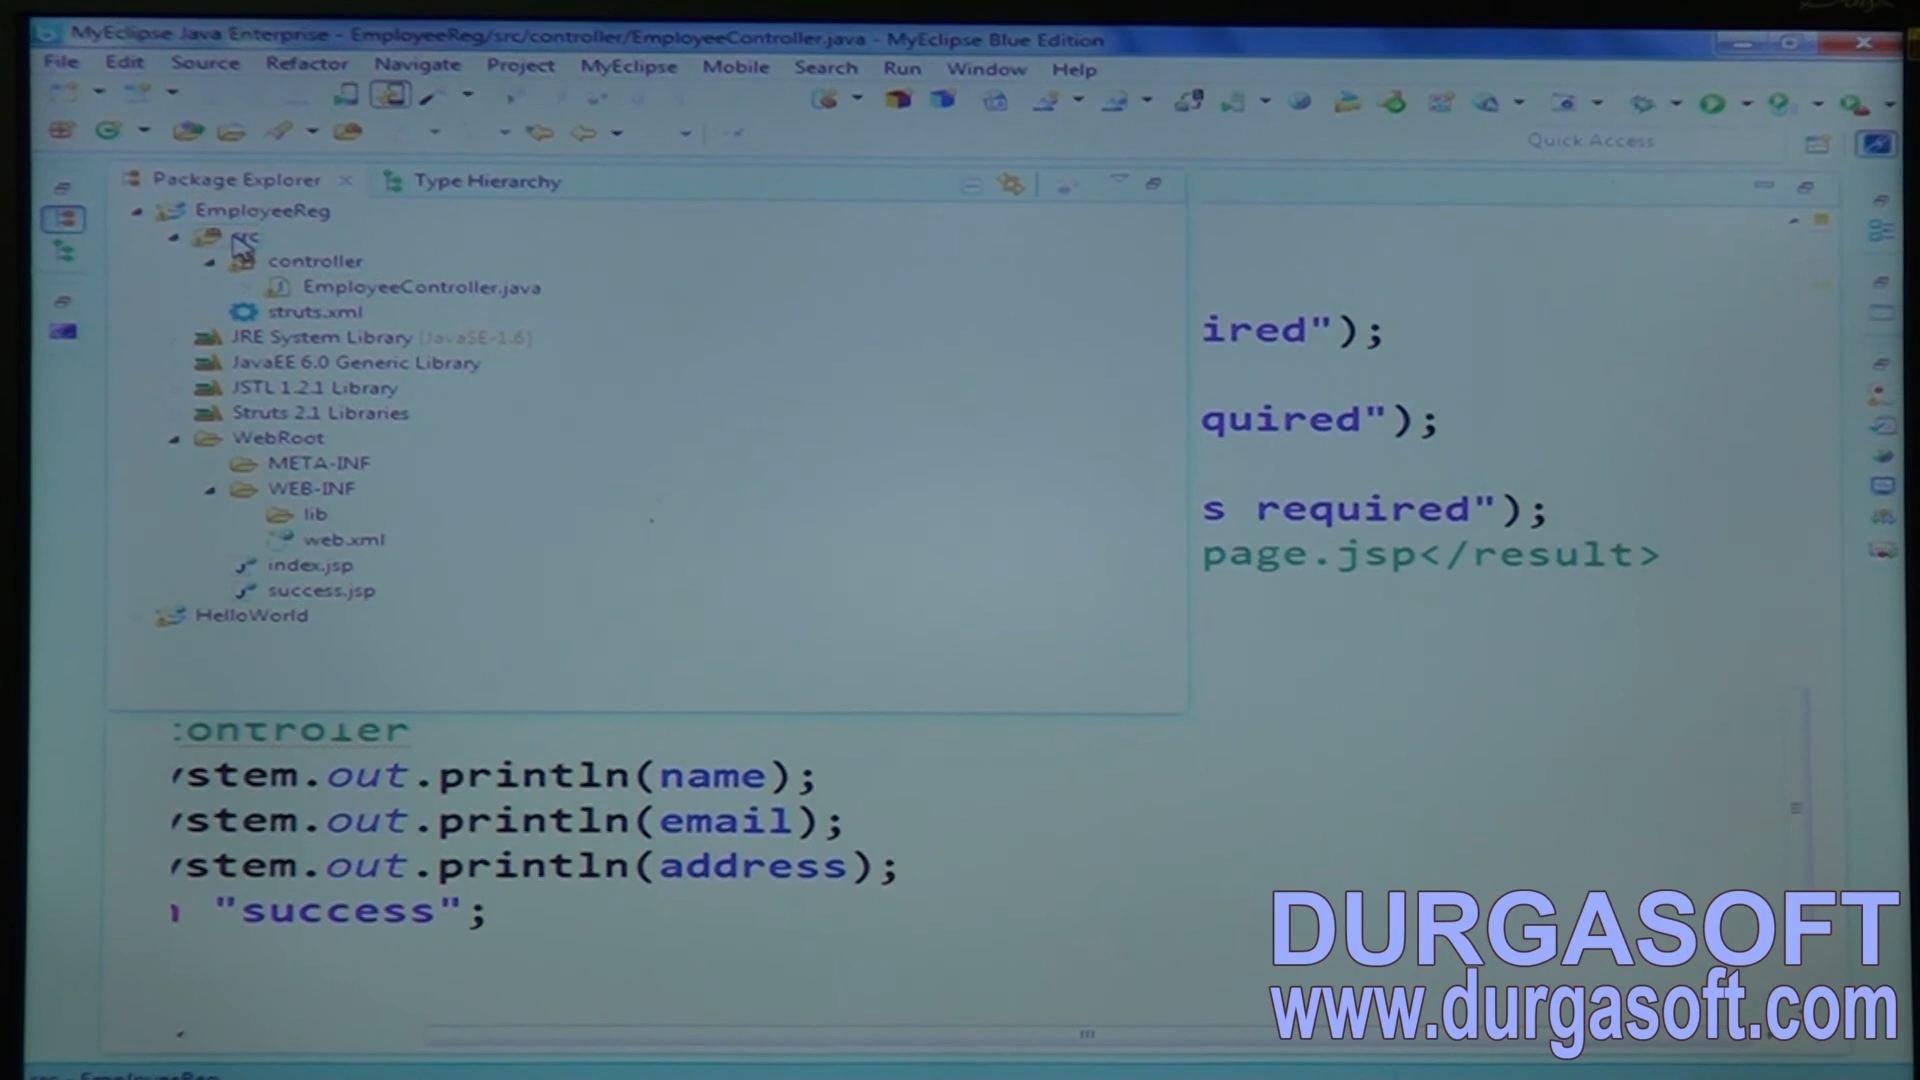 MyEclipse Java Enterprise - EmployeeReg/src/controller/EmployeeController.java - MyEclipse Blue Edition
File Edit Source Refactor Navigate Project MyEclipse Mobile Search Run Window Help
Quick Access
Package Explorer
Type Hierarchy
EmployeeReg
src
controller
EmployeeController.java
struts.xml
JRE System Library [JavaSE-1.6]
JavaEE 6.0 Generic Library
JSTL 1.2.1 Library
Struts 2.1 Libraries
WebRoot
META-INF
WEB-INF
lib
web.xml
index.jsp
success.jsp
HelloWorld
ired");
quired");
s required");
page.jsp</result>
ontroler
stem.out.println(name);
stem.out.println(email);
stem.out.println(address);
"success";
DURGASOFT
www.durgasoft.com